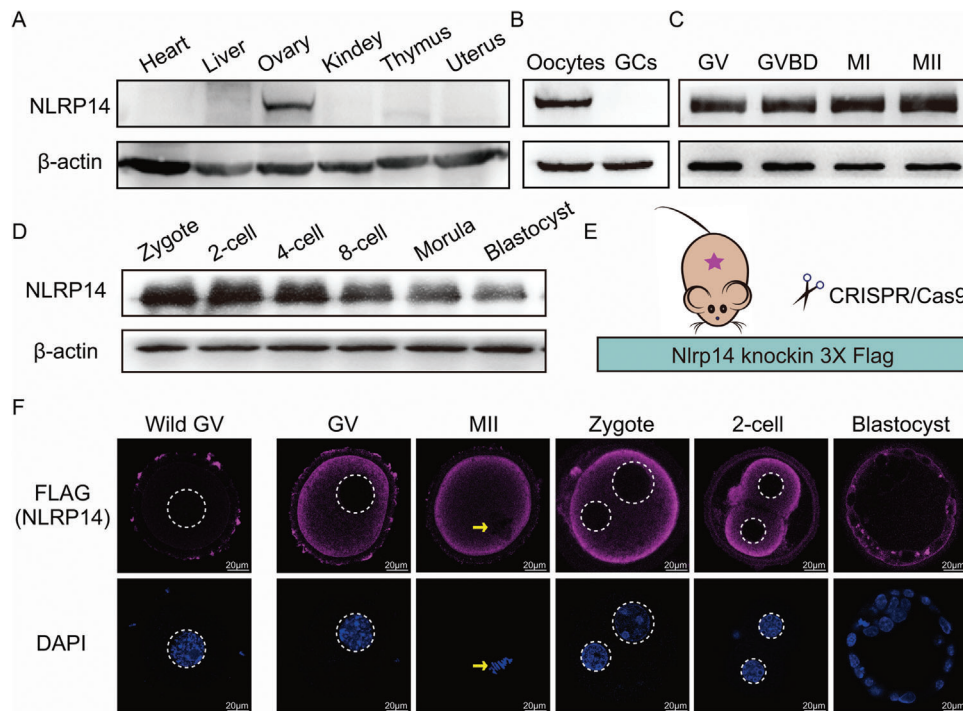 A
Heart Liver Ovary Kindey Thymus Uterus
NLRP14
β-actin
B
Oocytes GCs
C
GV GVBD MI MII
D
Zygote 2-cell 4-cell 8-cell Morula Blastocyst
NLRP14
β-actin
E
CRISPR/Cas9
Nlrp14 knockin 3X Flag
F
Wild GV GV MII Zygote 2-cell Blastocyst
FLAG
(NLRP14)
20μm 20μm 20μm 20μm 20μm 20μm
DAPI
20μm 20μm 20μm 20μm 20μm 20μm